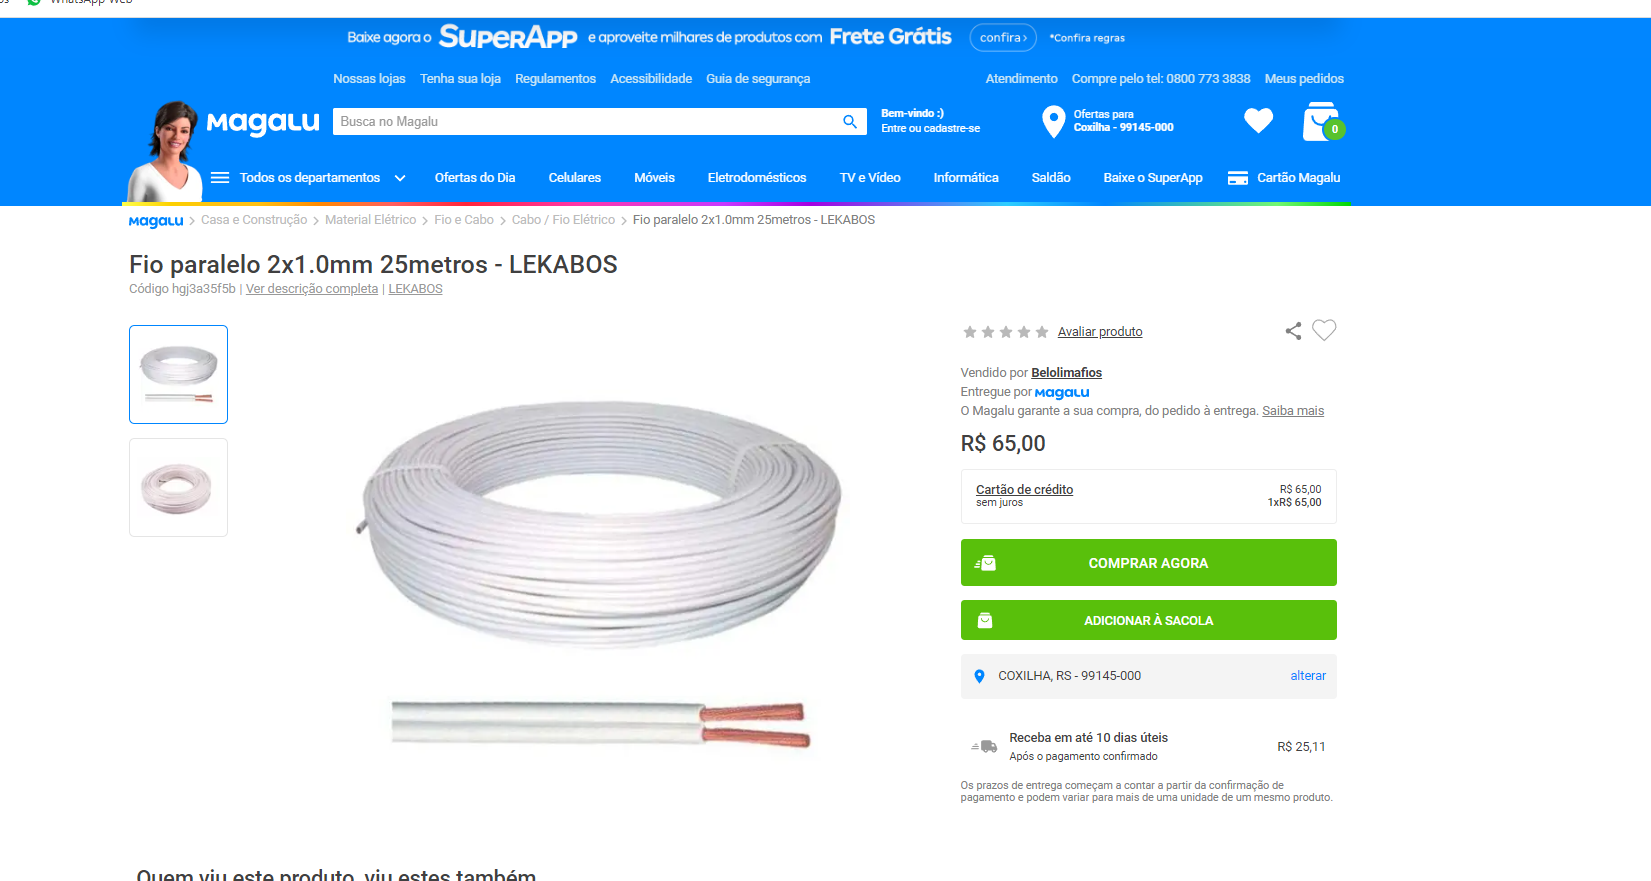 WhatsApp Web
Baixe agora o SUPERAPP e aproveite milhares de produtos com Frete Grátis confira› *Confira regras
Nossas lojas Tenha sua loja Regulamentos Acessibilidade Guia de segurança Atendimento Compre pelo tel: 0800 773 3838 Meus pedidos
Magalu Busca no Magalu
Bem-vindo :)
Entre ou cadastre-se
Ofertas para
Coxilha - 99145-000
0
Todos os departamentos Ofertas do Dia Celulares Móveis Eletrodomésticos TV e Vídeo Informática Saldão Baixe o SuperApp Cartão Magalu
Magalu > Casa e Construção > Material Elétrico > Fio e Cabo > Cabo / Fio Elétrico > Fio paralelo 2x1.0mm 25metros - LEKABOS
Fio paralelo 2x1.0mm 25metros - LEKABOS
Código hgj3a35f5b | Ver descrição completa | LEKABOS
Avaliar produto
Vendido por Belolimafios
Entregue por Magalu
O Magalu garante a sua compra, do pedido à entrega. Saiba mais
R$ 65,00
Cartão de crédito R$ 65,00
sem juros 1xR$ 65,00
COMPRAR AGORA
ADICIONAR À SACOLA
COXILHA, RS - 99145-000 alterar
Receba em até 10 dias úteis R$ 25,11
Após o pagamento confirmado
Os prazos de entrega começam a contar a partir da confirmação de
pagamento e podem variar para mais de uma unidade de um mesmo produto.
Quem viu este produto, viu estes também